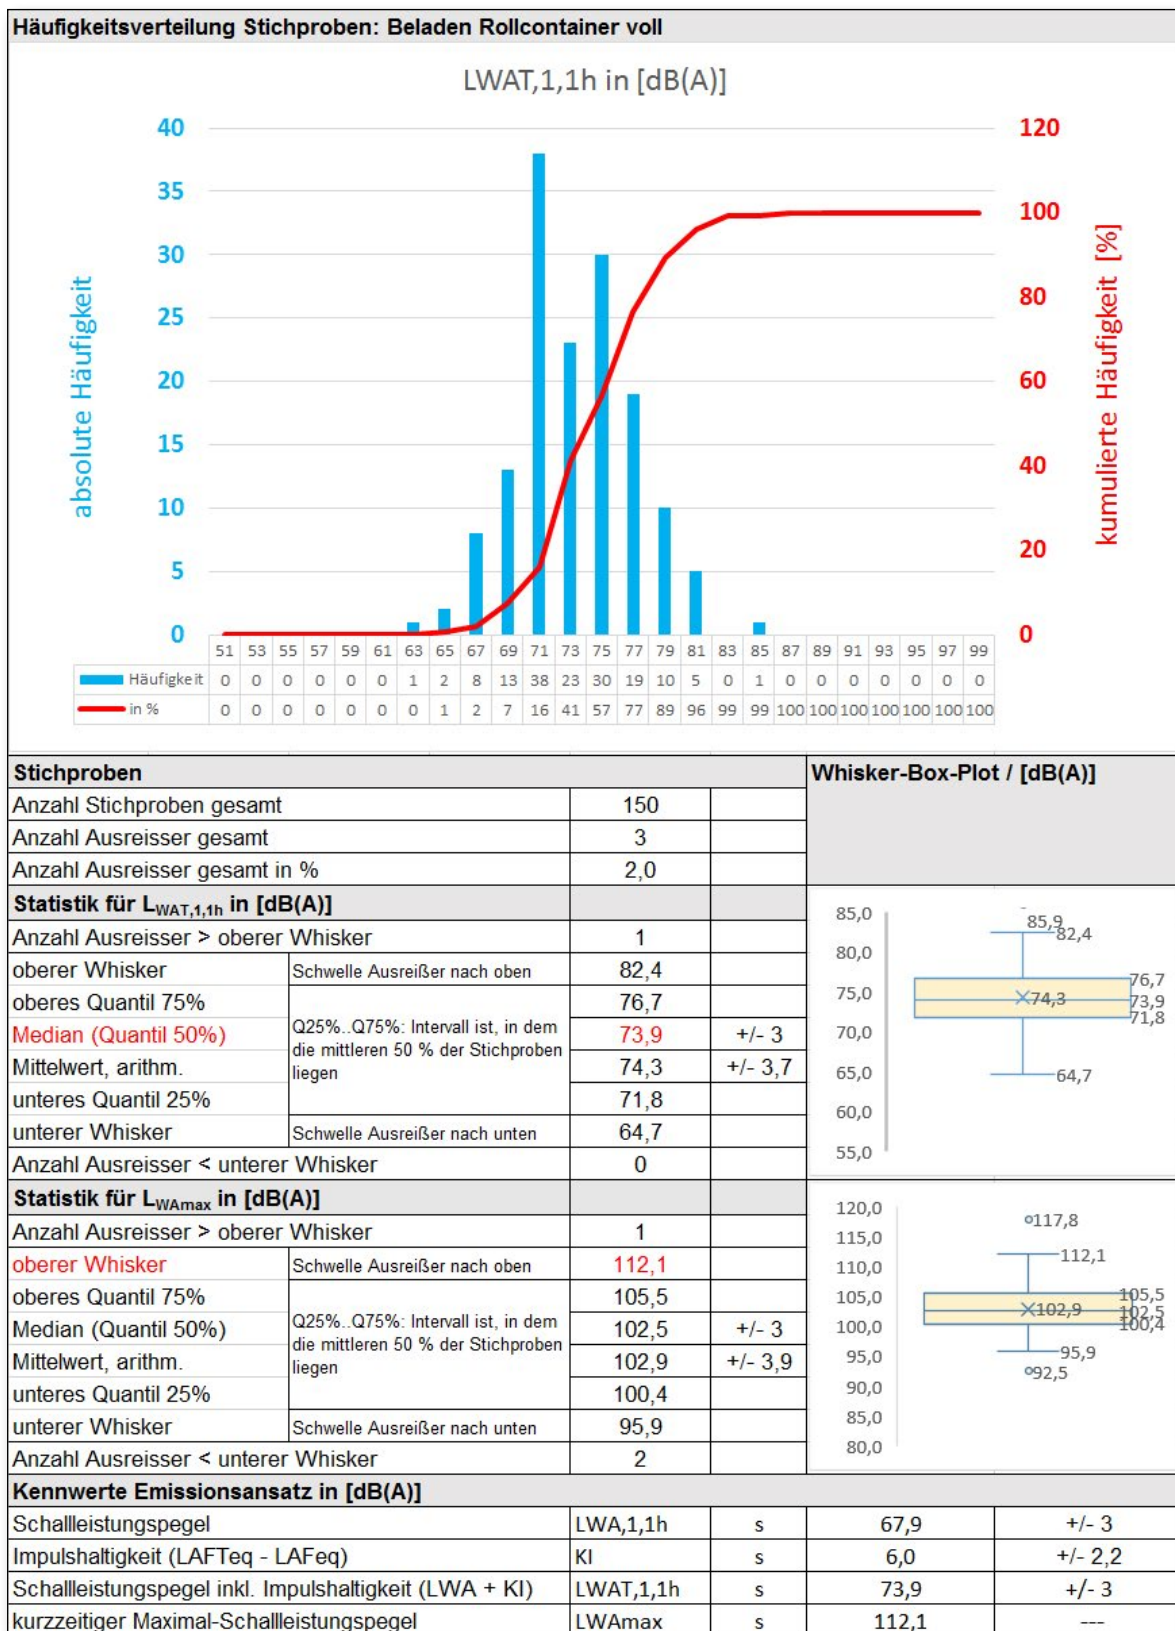 Häufigkeitsverteilung Stichproben: Beladen Rollcontainer voll
LWAT,1,1h in [dB(A)]
absolute Häufigkeit
40
35
30
25
20
15
10
5
0
kumulierte Häufigkeit [%]
120
100
80
60
40
20
0
51 53 55 57 59 61 63 65 67 69 71 73 75 77 79 81 83 85 87 89 91 93 95 97 99
Häufigkeit 0 0 0 0 0 0 1 2 8 13 38 23 30 19 10 5 0 1 0 0 0 0 0 0 0
in % 0 0 0 0 0 0 0 1 2 7 16 41 57 77 89 96 99 99 100 100 100 100 100 100 100
Stichproben
Whisker-Box-Plot / [dB(A)]
Anzahl Stichproben gesamt 150
Anzahl Ausreisser gesamt 3
Anzahl Ausreisser gesamt in % 2,0
Statistik für LWAT,1,1h in [dB(A)]
Anzahl Ausreisser > oberer Whisker 1
oberer Whisker Schwelle Ausreißer nach oben 82,4
oberes Quantil 75% 76,7
Median (Quantil 50%) 73,9 +/- 3
Mittelwert, arithm. 74,3 +/- 3,7
unteres Quantil 25% 71,8
Q25%..Q75%: Intervall ist, in dem
die mittleren 50 % der Stichproben
liegen
unterer Whisker Schwelle Ausreißer nach unten 64,7
Anzahl Ausreisser < unterer Whisker 0
85,0
80,0
75,0
70,0
65,0
60,0
55,0
85,9
82,4
76,7
74,3
73,9
71,8
64,7
Statistik für LWAmax in [dB(A)]
Anzahl Ausreisser > oberer Whisker 1
oberer Whisker Schwelle Ausreißer nach oben 112,1
oberes Quantil 75% 105,5
Median (Quantil 50%) 102,5 +/- 3
Mittelwert, arithm. 102,9 +/- 3,9
unteres Quantil 25% 100,4
Q25%..Q75%: Intervall ist, in dem
die mittleren 50 % der Stichproben
liegen
unterer Whisker Schwelle Ausreißer nach unten 95,9
Anzahl Ausreisser < unterer Whisker 2
120,0
115,0
110,0
105,0
100,0
95,0
90,0
85,0
80,0
117,8
112,1
105,5
102,9
102,5
100,4
95,9
92,5
Kennwerte Emissionsansatz in [dB(A)]
Schallleistungspegel LWA,1,1h s 67,9 +/- 3
Impulshaltigkeit (LAFTeq - LAFeq) KI s 6,0 +/- 2,2
Schallleistungspegel inkl. Impulshaltigkeit (LWA + KI) LWAT,1,1h s 73,9 +/- 3
kurzzeitiger Maximal-Schallleistungspegel LWAmax s 112,1 ---